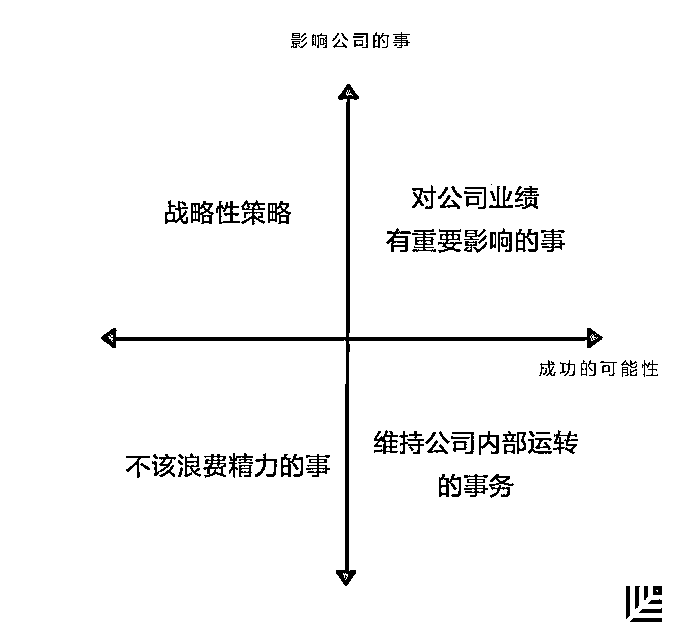 影响公司的事
战略性策略
对公司业绩
有重要影响的事
成功的可能性
不该浪费精力的事
维持公司内部运转
的事务